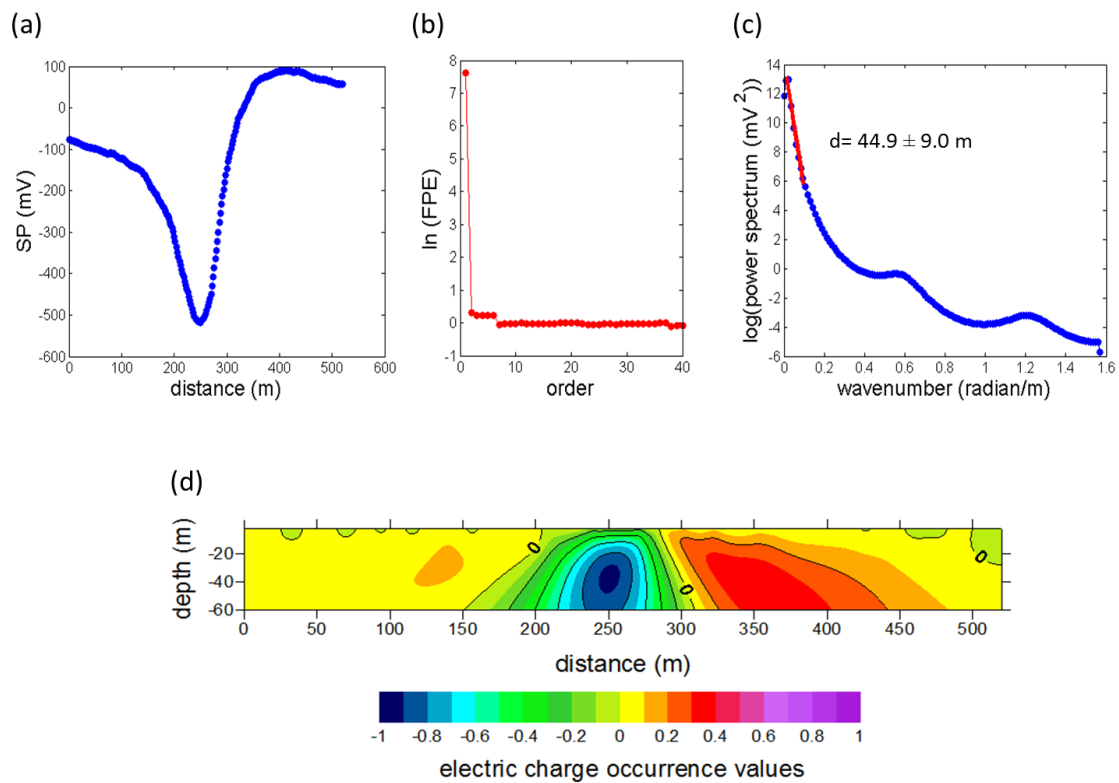 (a)
100
0
-100
-200
-300
-400
-500
-600
SP (mV)
0 100 200 300 400 500 600
distance (m)
(b)
8
7
6
5
4
3
2
1
0
-1
ln (FPE)
0 10 20 30 40
order
(c)
14
12
10
8
6
4
2
0
-2
-4
-6
log(power spectrum (mV 2))
d= 44.9 ± 9.0 m
0 0.2 0.4 0.6 0.8 1 1.2 1.4 1.6
wavenumber (radian/m)
(d)
depth (m)
-20
-40
-60
0
0
0
0 50 100 150 200 250 300 350 400 450 500
distance (m)
-1 -0.8 -0.6 -0.4 -0.2 0 0.2 0.4 0.6 0.8 1
electric charge occurrence values